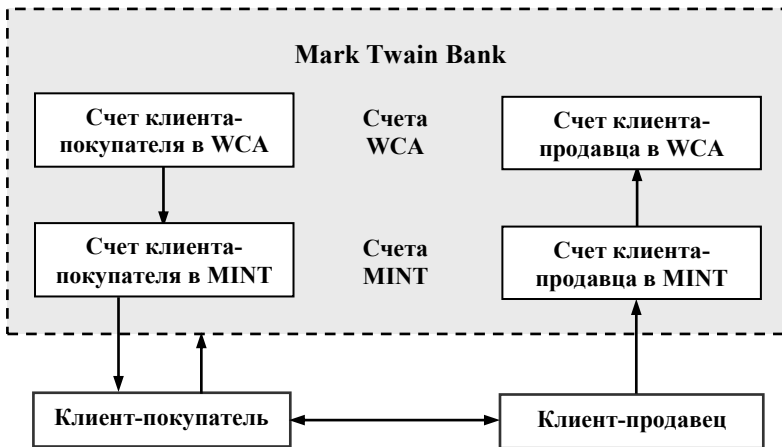 Mark Twain Bank
Счет клиента-
покупателя в WCA
Счета
WCA
Счет клиента-
продавца в WCA
Счет клиента-
покупателя в MINT
Счета
MINT
Счет клиента-
продавца в MINT
Клиент-покупатель
Клиент-продавец